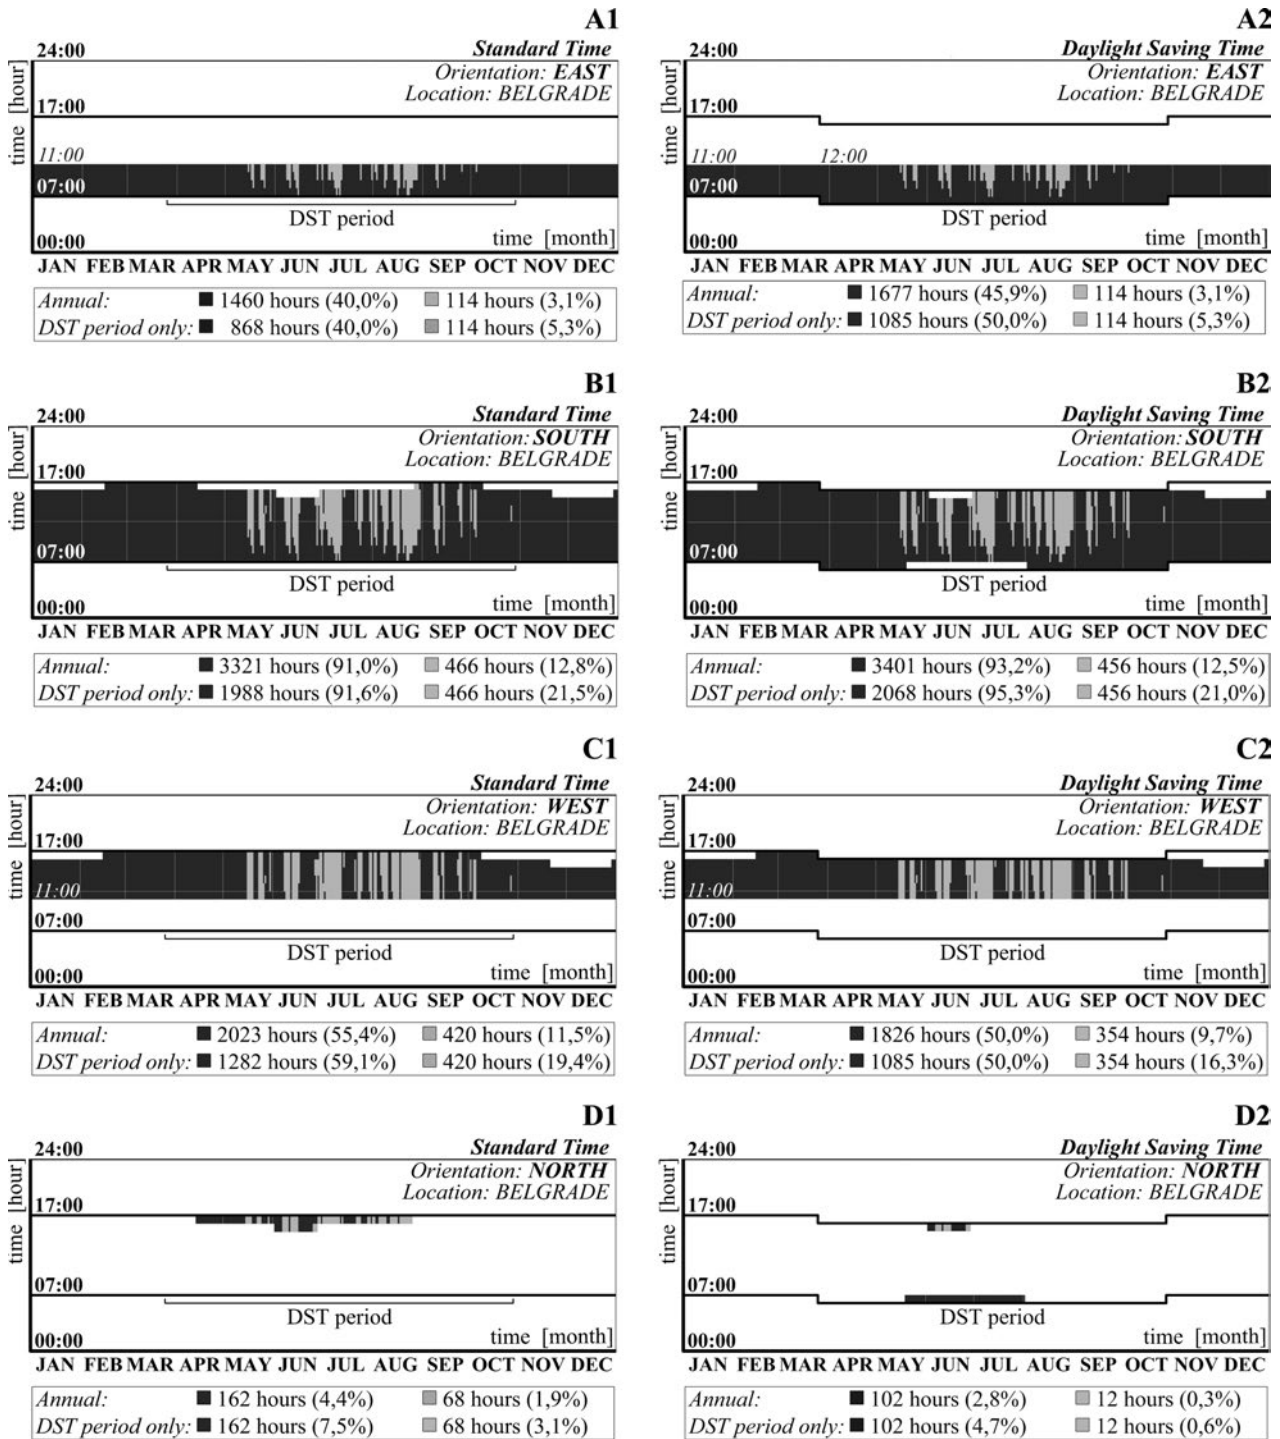 A1
24:00
Standard Time
Orientation: EAST
Location: BELGRADE
17:00
time [hour]
11:00
07:00
DST period
00:00
time [month]
JAN FEB MAR APR MAY JUN JUL AUG SEP OCT NOV DEC
Annual: 1460 hours (40,0%) 114 hours (3,1%)
DST period only: 868 hours (40,0%) 114 hours (5,3%)
A2
24:00
Daylight Saving Time
Orientation: EAST
Location: BELGRADE
17:00
time [hour]
11:00 12:00
07:00
DST period
00:00
time [month]
JAN FEB MAR APR MAY JUN JUL AUG SEP OCT NOV DEC
Annual: 1677 hours (45,9%) 114 hours (3,1%)
DST period only: 1085 hours (50,0%) 114 hours (5,3%)
B1
24:00
Standard Time
Orientation: SOUTH
Location: BELGRADE
17:00
time [hour]
07:00
DST period
00:00
time [month]
JAN FEB MAR APR MAY JUN JUL AUG SEP OCT NOV DEC
Annual: 3321 hours (91,0%) 466 hours (12,8%)
DST period only: 1988 hours (91,6%) 466 hours (21,5%)
B2
24:00
Daylight Saving Time
Orientation: SOUTH
Location: BELGRADE
17:00
time [hour]
07:00
DST period
00:00
time [month]
JAN FEB MAR APR MAY JUN JUL AUG SEP OCT NOV DEC
Annual: 3401 hours (93,2%) 456 hours (12,5%)
DST period only: 2068 hours (95,3%) 456 hours (21,0%)
C1
24:00
Standard Time
Orientation: WEST
Location: BELGRADE
17:00
time [hour]
11:00
07:00
DST period
00:00
time [month]
JAN FEB MAR APR MAY JUN JUL AUG SEP OCT NOV DEC
Annual: 2023 hours (55,4%) 420 hours (11,5%)
DST period only: 1282 hours (59,1%) 420 hours (19,4%)
C2
24:00
Daylight Saving Time
Orientation: WEST
Location: BELGRADE
17:00
time [hour]
11:00
07:00
DST period
00:00
time [month]
JAN FEB MAR APR MAY JUN JUL AUG SEP OCT NOV DEC
Annual: 1826 hours (50,0%) 354 hours (9,7%)
DST period only: 1085 hours (50,0%) 354 hours (16,3%)
D1
24:00
Standard Time
Orientation: NORTH
Location: BELGRADE
17:00
time [hour]
07:00
DST period
00:00
time [month]
JAN FEB MAR APR MAY JUN JUL AUG SEP OCT NOV DEC
Annual: 162 hours (4,4%) 68 hours (1,9%)
DST period only: 162 hours (7,5%) 68 hours (3,1%)
D2
24:00
Daylight Saving Time
Orientation: NORTH
Location: BELGRADE
17:00
time [hour]
07:00
DST period
00:00
time [month]
JAN FEB MAR APR MAY JUN JUL AUG SEP OCT NOV DEC
Annual: 102 hours (2,8%) 12 hours (0,3%)
DST period only: 102 hours (4,7%) 12 hours (0,6%)